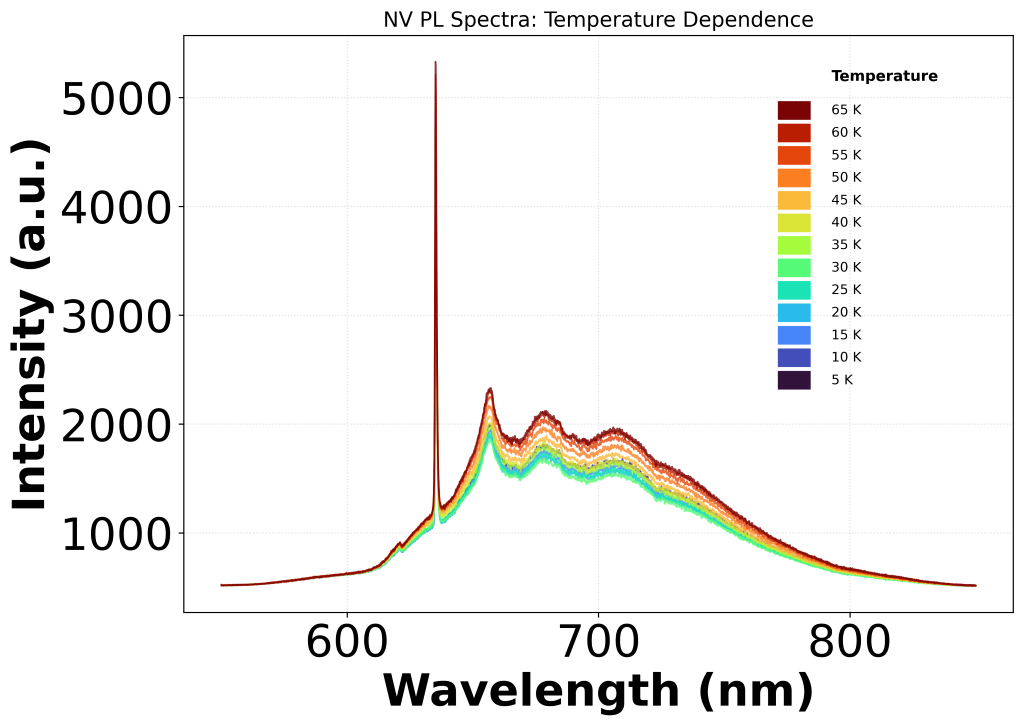 NV PL Spectra: Temperature Dependence
Intensity (a.u.)
5000
4000
3000
2000
1000
Temperature
65 K
60 K
55 K
50 K
45 K
40 K
35 K
30 K
25 K
20 K
15 K
10 K
5 K
600 700 800
Wavelength (nm)